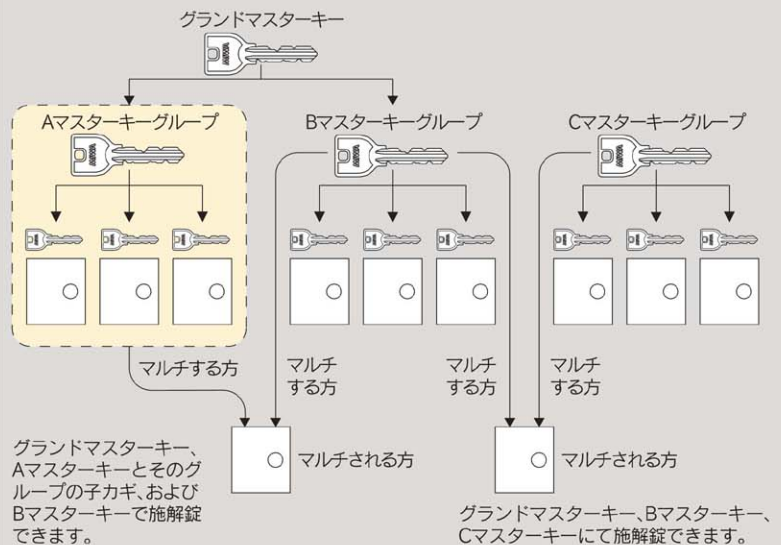 グランドマスターキー
Aマスターキーグループ
Bマスターキーグループ
Cマスターキーグループ
マルチする方
マルチ
する方
マルチ
する方
マルチ
する方
マルチされる方
マルチされる方
グランドマスターキー、
Aマスターキーとそのグ
ループの子カギ、および
Bマスターキーで施解錠
できます。
グランドマスターキー、Bマスターキー、
Cマスターキーにて施解錠できます。